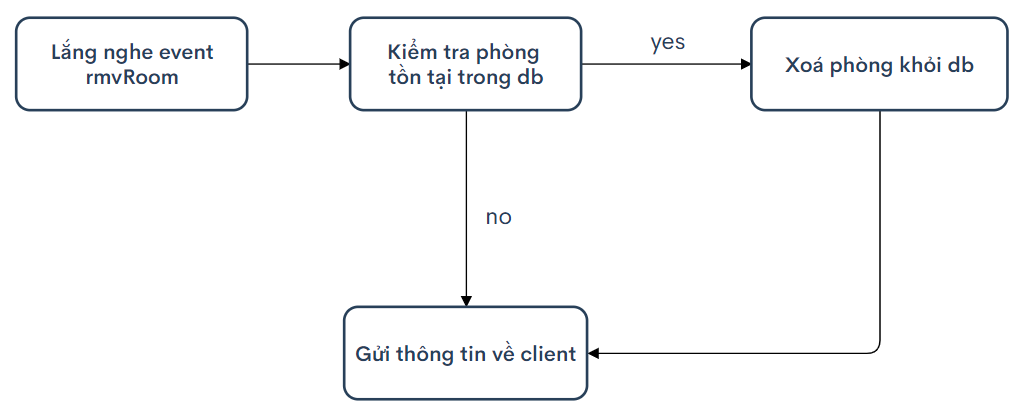 Lắng nghe event
rmvRoom
Kiểm tra phòng
tồn tại trong db
yes
Xoá phòng khỏi db
no
Gửi thông tin về client